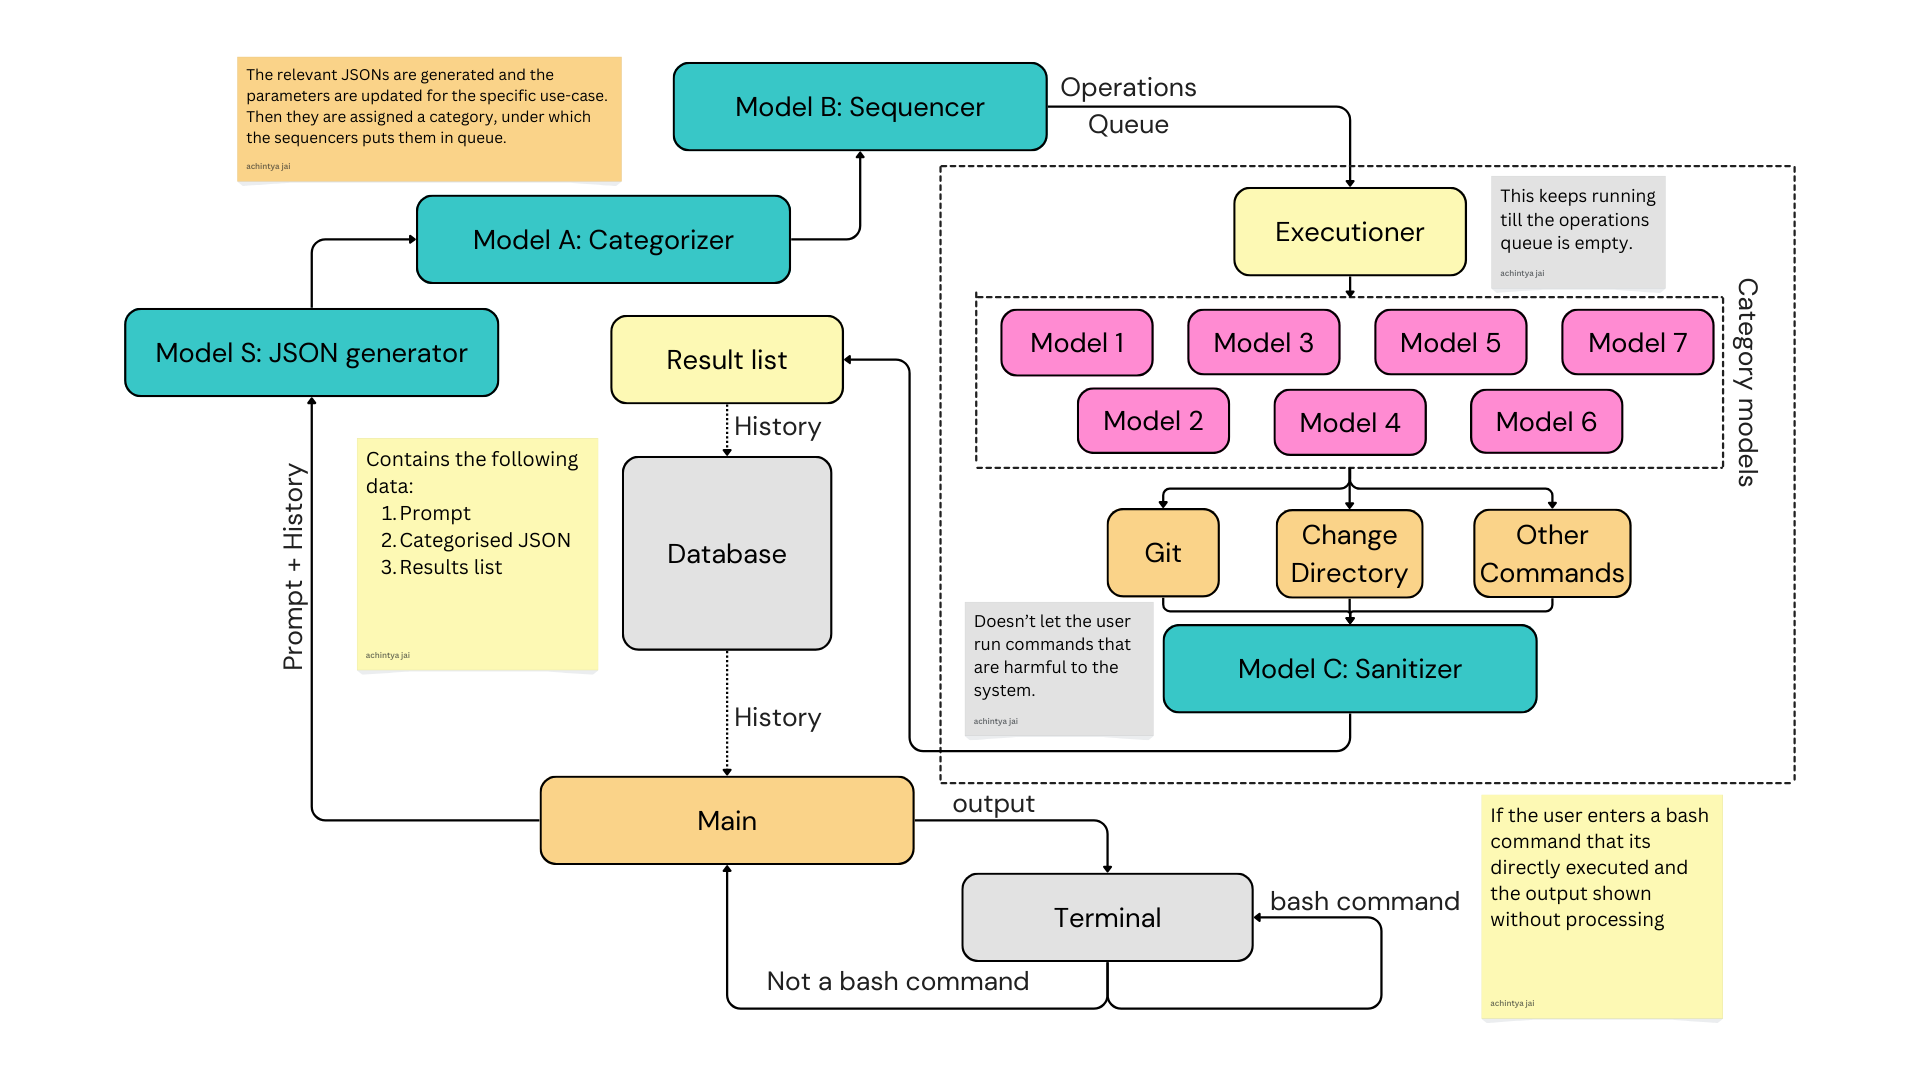 The relevant JSONs are generated and the
parameters are updated for the specific use-case.
Then they are assigned a category, under which
the sequencers puts them in queue.
achintya jai
Model B: Sequencer
Operations
Queue
Model A: Categorizer
Executioner
This keeps running
till the operations
queue is empty.
achintya jai
Model S: JSON generator
Result list
Model 1
Model 3
Model 5
Model 7
Model 2
Model 4
Model 6
Category models
History
Prompt + History
Contains the following
data:
1. Prompt
2. Categorised JSON
3. Results list
achintya jai
Database
Git
Change
Directory
Other
Commands
Doesn’t let the user
run commands that
are harmful to the
system.
achintya jai
Model C: Sanitizer
History
Main
output
Terminal
bash command
Not a bash command
If the user enters a bash
command that its
directly executed and
the output shown
without processing
achintya jai